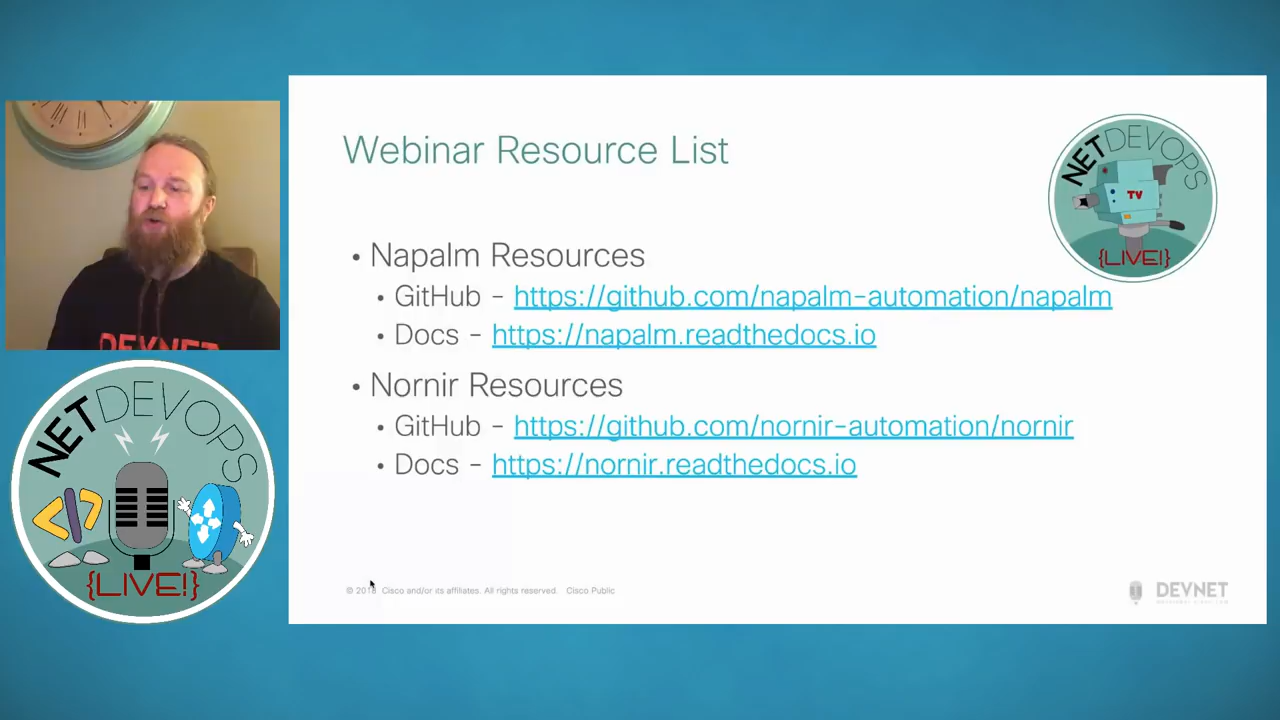 Webinar Resource List
NETDEVOPS
TV
{LIVE!}
• Napalm Resources
• GitHub - https://github.com/napalm-automation/napalm
• Docs - https://napalm.readthedocs.io
• Nornir Resources
• GitHub - https://github.com/nornir-automation/nornir
• Docs - https://nornir.readthedocs.io
© 2018 Cisco and/or its affiliates. All rights reserved. Cisco Public
DEVNET
DEVNET
NETDEVOPS
</>
{LIVE!}